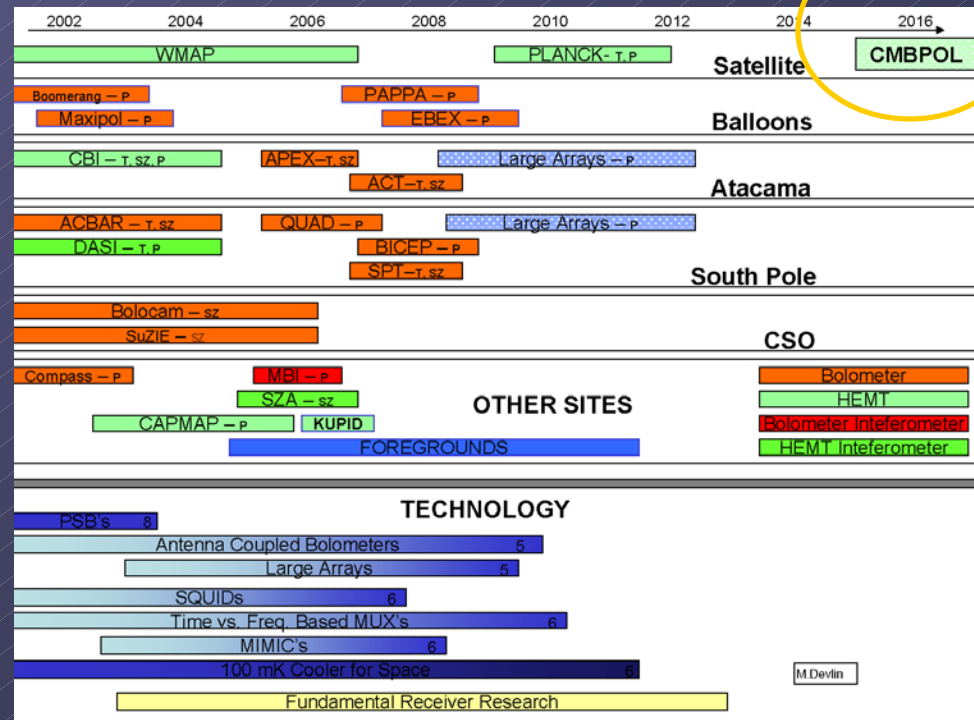 2002 2004 2006 2008 2010 2012 2014 2016
WMAP PLANCK- T, P CMBPOL
Satellite
Boomerang – P PAPPA – P
Maxipol – P EBEX – P Balloons
CBI – T, SZ, P APEX–T, SZ Large Arrays – P
ACT–T, SZ Atacama
ACBAR – T, SZ QUAD – P Large Arrays – P
DASI – T, P BICEP – P
SPT–T, SZ South Pole
Bolocam – SZ
SuZIE – SZ CSO
Compass – P MBI – P Bolometer
SZA – SZ OTHER SITES HEMT
CAPMAP – P KUPID Bolometer Inteferometer
FOREGROUNDS HEMT Inteferometer
TECHNOLOGY
PSB's 8
Antenna Coupled Bolometers 5
Large Arrays 5
SQUIDs 6
Time vs. Freq. Based MUX's 6
MIMIC's 6
100 mK Cooler for Space 6
M.Devlin
Fundamental Receiver Research